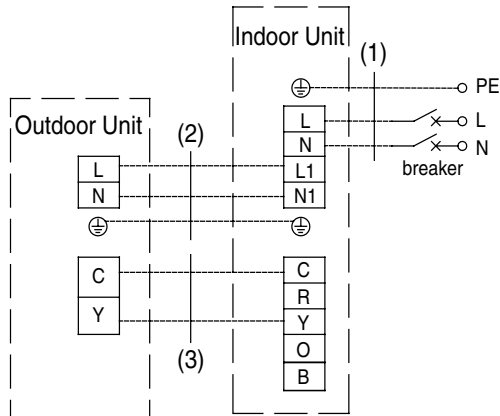 Indoor Unit
(1)
PE
Outdoor Unit
(2)
L
L
breaker
N
N
L
L1
N
N1
C
C
R
Y
Y
O
B
(3)